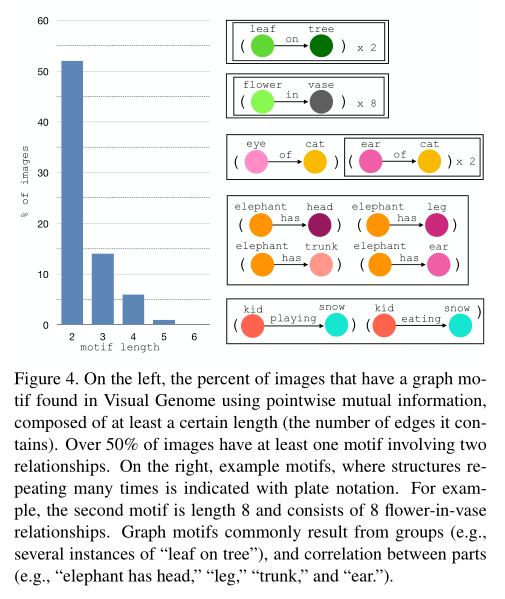 60
50
40
30
20
10
0
% of images
2 3 4 5 6
motif length
leaf tree
( on ) x 2
flower vase
( in ) x 8
eye cat ear cat
( of ) ( of ) x 2
elephant head elephant leg
( has ) ( has )
elephant trunk elephant ear
( has ) ( has )
kid snow kid snow
( playing ) ( eating )
Figure 4. On the left, the percent of images that have a graph mo-
tif found in Visual Genome using pointwise mutual information,
composed of at least a certain length (the number of edges it con-
tains). Over 50% of images have at least one motif involving two
relationships. On the right, example motifs, where structures re-
peating many times is indicated with plate notation. For exam-
ple, the second motif is length 8 and consists of 8 flower-in-vase
relationships. Graph motifs commonly result from groups (e.g.,
several instances of “leaf on tree”), and correlation between parts
(e.g., “elephant has head,” “leg,” “trunk,” and “ear.”).